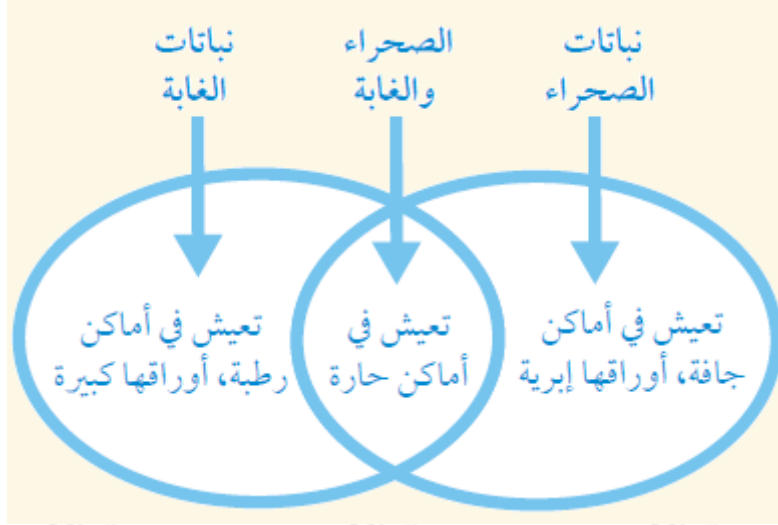 نباتات
الصحراء
الصحراء
والغابة
نباتات
الغابة
تعيش في أماكن
جافة، أوراقها إبرية
تعيش في
أماكن حارة
تعيش في أماكن
رطبة، أوراقها كبيرة